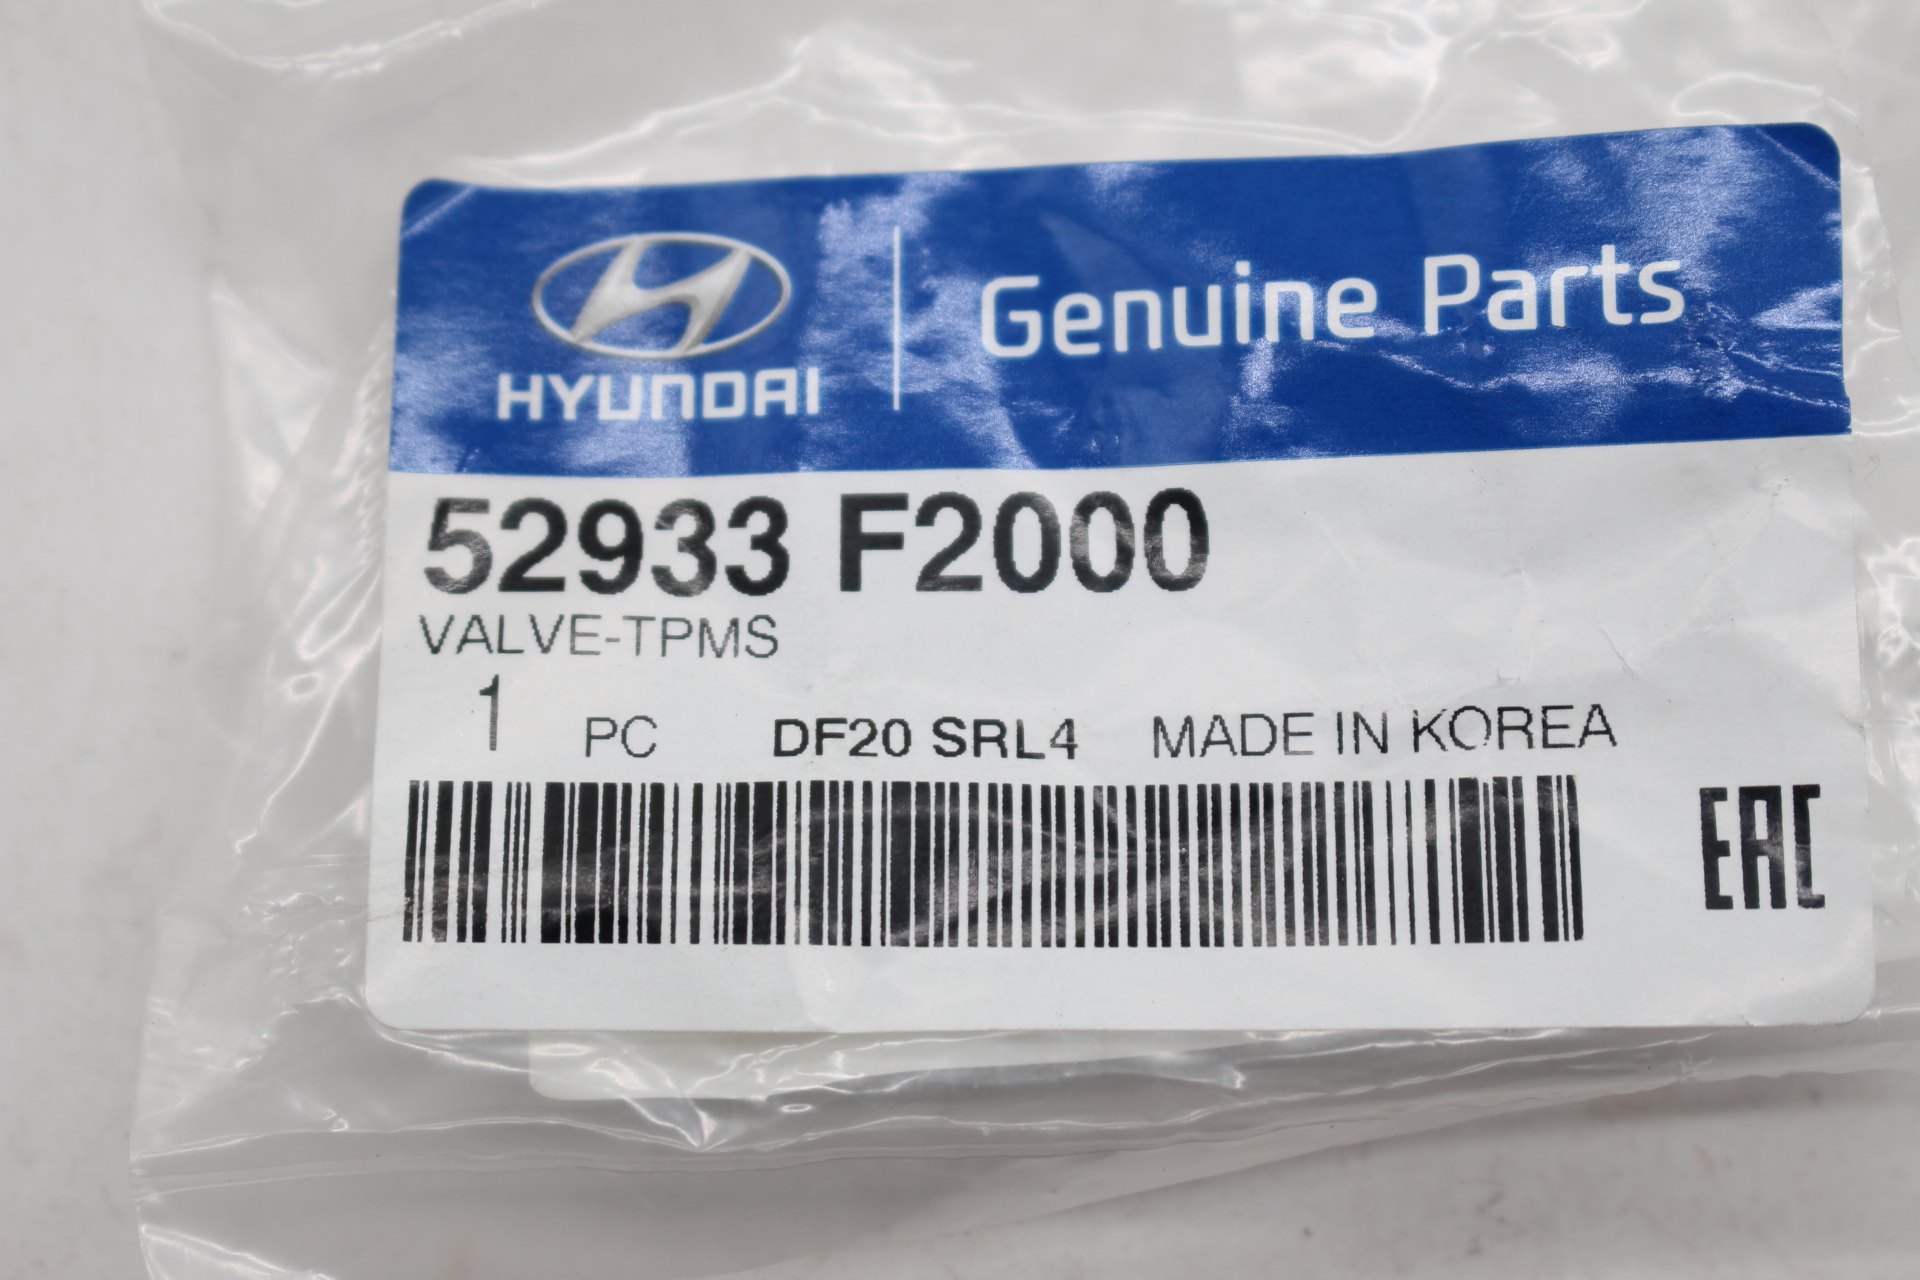 HYUNDAI
Genuine Parts
52933 F2000
VALVE-TPMS
1 PC DF20 SRL4 MADE IN KOREA
EAC